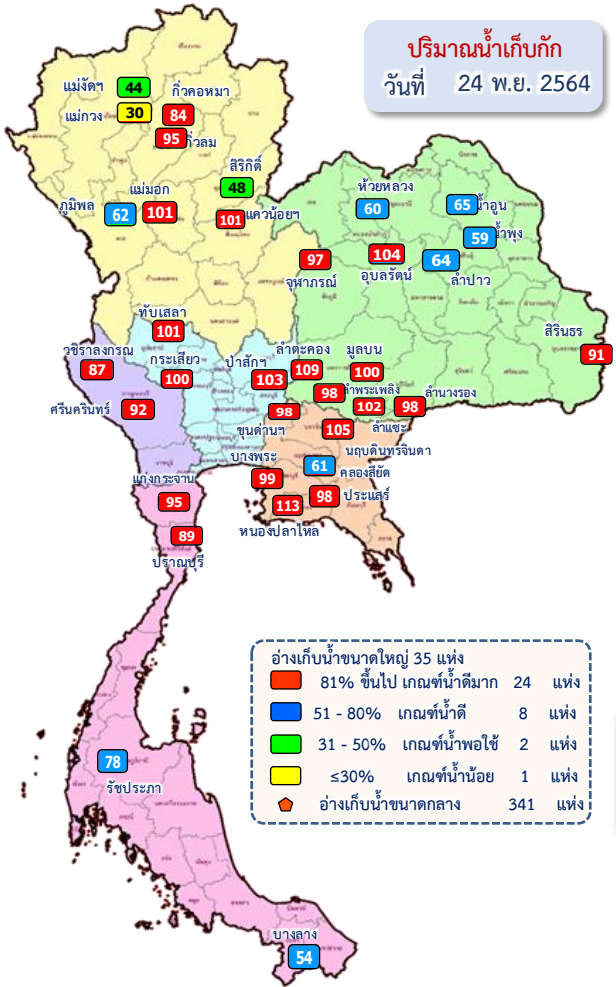 ปริมาณน้ำเก็บกัก
วันที่ 24 พ.ย. 2564
แม่งัดฯ 44
กิ่วคอหมา 84
แม่กวง 30
95 กิ่วลม
สิริกิติ์ 48
ภูมิพล 62
แม่มอก 101
101 แควน้อยฯ
ห้วยหลวง 60
65 น้ำอูน
59 น้ำพุง
97 จุฬาภรณ์
104 อุบลรัตน์
64 ลำปาว
สิรินธร 91
ทับเสลา 101
วชิราลงกรณ 87
กระเสียว 100
ป่าสักฯ 103
ลำตะคอง 109
มูลบน 100
98 ลำพระเพลิง
102 ลำแซะ
ลำนางรอง 98
ศรีนครินทร์ 92
98 ขุนด่านฯ
105 นฤบดินทรจินดา
บางพระ 99
61 คลองสียัด
98 ประแสร์
113 หนองปลาไหล
แก่งกระจาน 95
89 ปราณบุรี
78 รัชประภา
บางลาง 54
อ่างเก็บน้ำขนาดใหญ่ 35 แห่ง
81% ขึ้นไป เกณฑ์น้ำดีมาก 24 แห่ง
51 - 80% เกณฑ์น้ำดี 8 แห่ง
31 - 50% เกณฑ์น้ำพอใช้ 2 แห่ง
≤30% เกณฑ์น้ำน้อย 1 แห่ง
อ่างเก็บน้ำขนาดกลาง 341 แห่ง